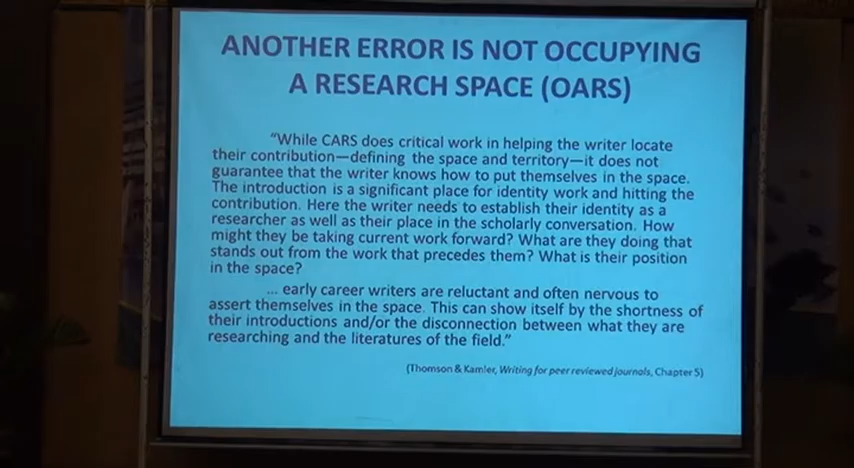 ANOTHER ERROR IS NOT OCCUPYING
A RESEARCH SPACE (OARS)
"While CARS does critical work in helping the writer locate
their contribution—defining the space and territory—it does not
guarantee that the writer knows how to put themselves in the space.
The introduction is a significant place for identity work and hitting the
contribution. Here the writer needs to establish their identity as a
researcher as well as their place in the scholarly conversation. How
might they be taking current work forward? What are they doing that
stands out from the work that precedes them? What is their position
in the space?
... early career writers are reluctant and often nervous to
assert themselves in the space. This can show itself by the shortness of
their introductions and/or the disconnection between what they are
researching and the literatures of the field."
(Thomson & Kamler, Writing for peer reviewed journals, Chapter 5)